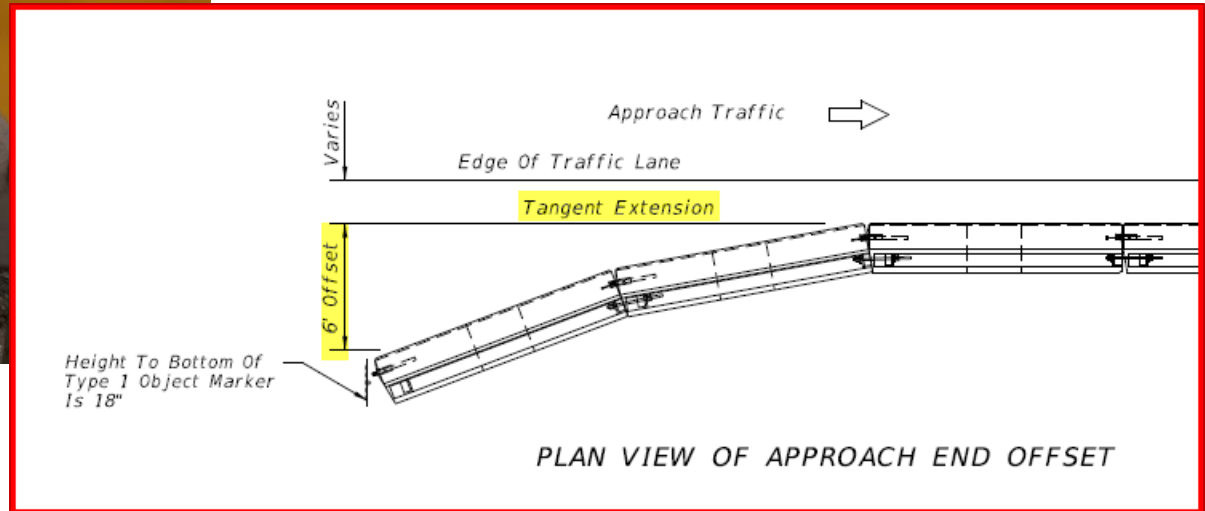 Varies
Approach Traffic
Edge Of Traffic Lane
Tangent Extension
6' Offset
Height To Bottom Of
Type 1 Object Marker
Is 18"
PLAN VIEW OF APPROACH END OFFSET